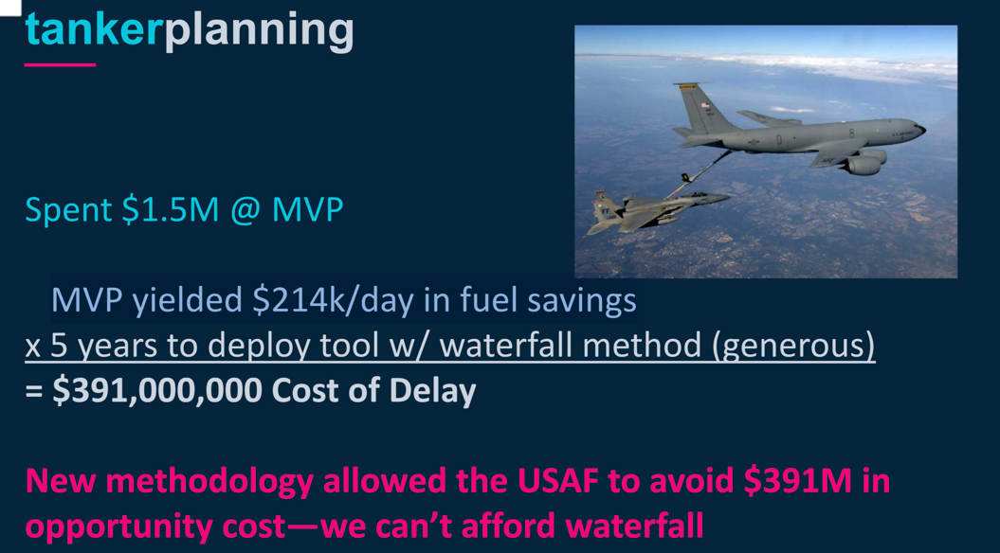 tankerplanning
Spent $1.5M @ MVP
MVP yielded $214k/day in fuel savings
x 5 years to deploy tool w/ waterfall method (generous)
= $391,000,000 Cost of Delay
New methodology allowed the USAF to avoid $391M in
opportunity cost—we can’t afford waterfall